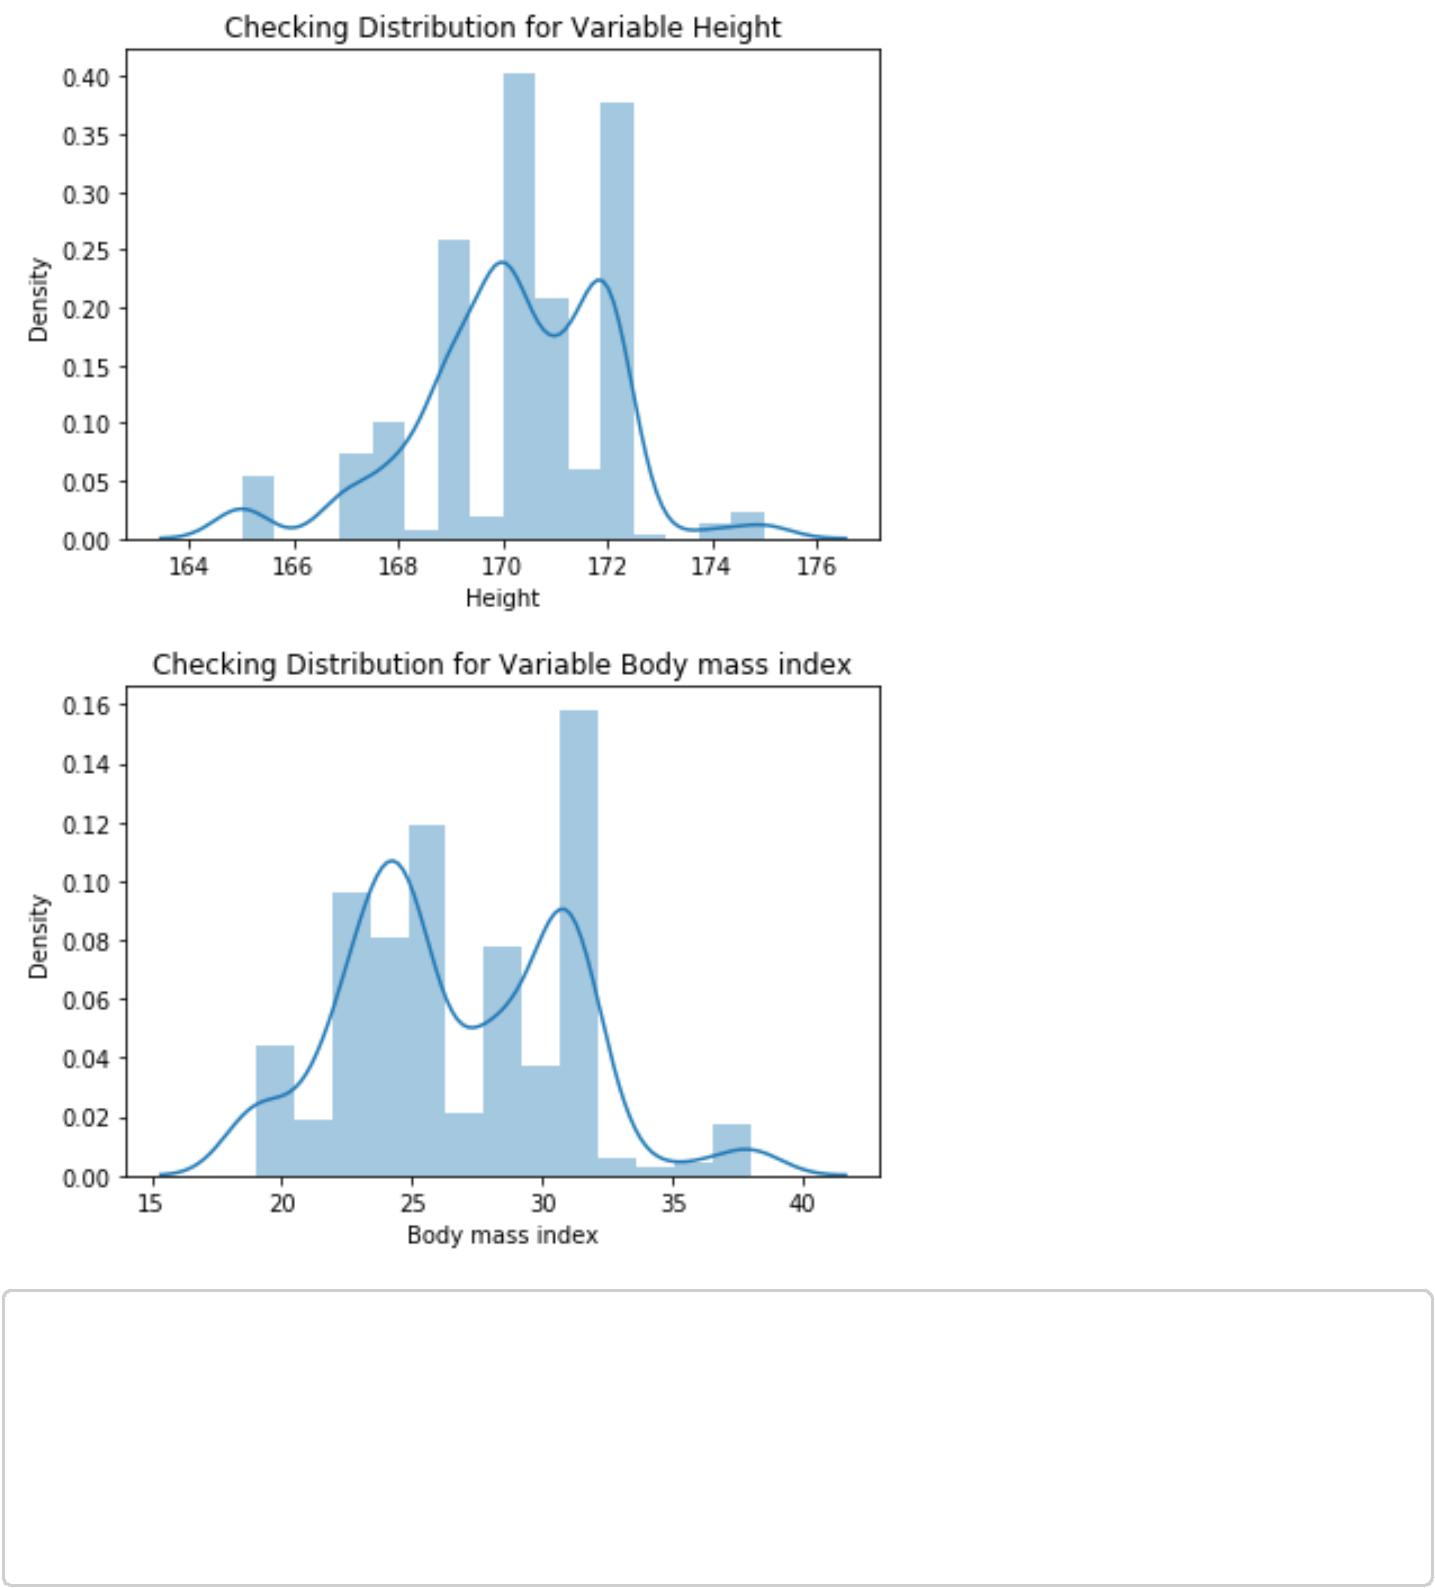 Checking Distribution for Variable Height
0.40
0.35
0.30
0.25
0.20
0.15
0.10
0.05
0.00
Density
164 166 168 170 172 174 176
Height
Checking Distribution for Variable Body mass index
0.16
0.14
0.12
0.10
0.08
0.06
0.04
0.02
0.00
Density
15 20 25 30 35 40
Body mass index